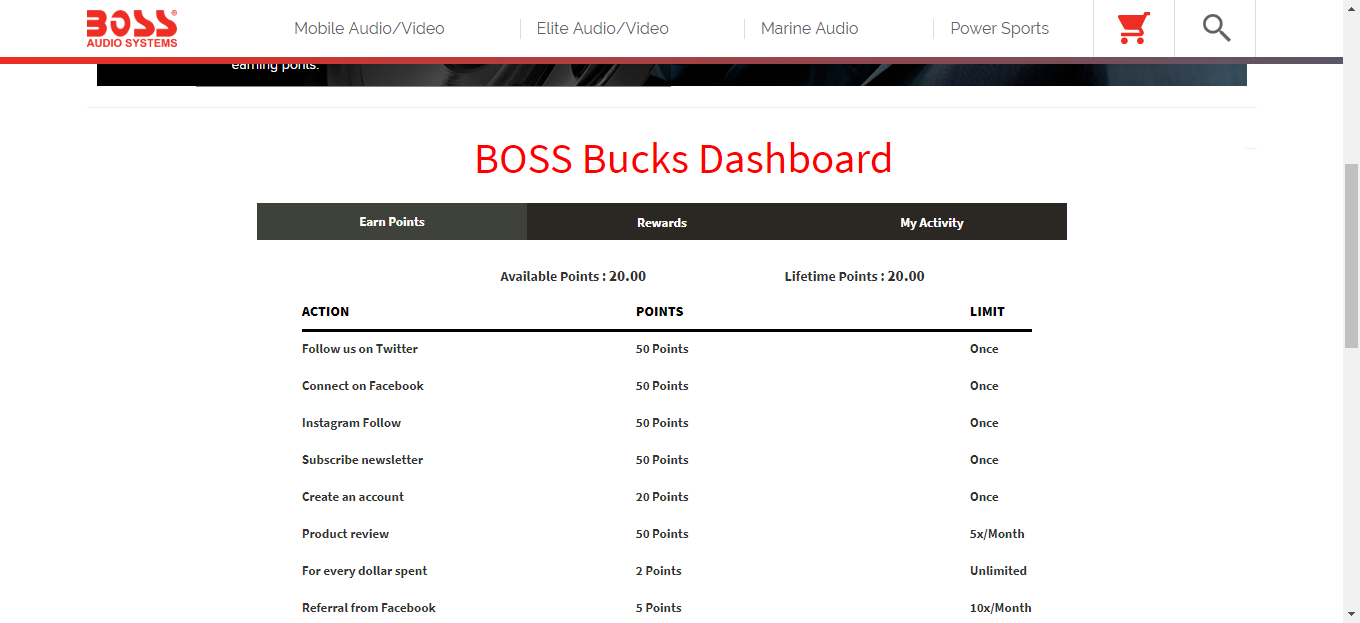 BOSS®
AUDIO SYSTEMS
Mobile Audio/Video
Elite Audio/Video
Marine Audio
Power Sports
earning ponts.
BOSS Bucks Dashboard
Earn Points Rewards My Activity
Available Points : 20.00 Lifetime Points : 20.00
ACTION POINTS LIMIT
Follow us on Twitter 50 Points Once
Connect on Facebook 50 Points Once
Instagram Follow 50 Points Once
Subscribe newsletter 50 Points Once
Create an account 20 Points Once
Product review 50 Points 5x/Month
For every dollar spent 2 Points Unlimited
Referral from Facebook 5 Points 10x/Month